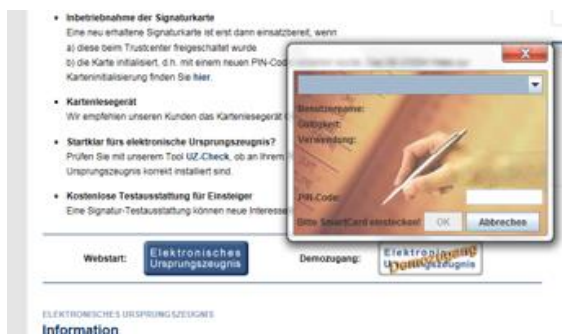 Inbetriebnahme der Signaturkarte
Eine neu erhaltene Signaturkarte ist erst dann einsatzbereit, wenn
a) diese beim Trustcenter freigeschaltet wurde
b) die Karte initialisiert, d.h. mit einem neuen PIN-Code
Karteninitialisierung finden Sie hier.
Kartenlesegerät
Wir empfehlen unseren Kunden das Kartenlesegerät
Startklar fürs elektronische Ursprungszeugnis?
Prüfen Sie mit unserem Tool UZ-Check, ob an Ihrem
Ursprungszeugnis korrekt installiert sind.
Kostenlose Testausstattung für Einsteiger
Eine Signatur-Testausstattung können neue
Benutzername:
Gültigkeit:
Verwendung:
PIN-Code:
Bitte SmartCard einstecken!
OK
Abbrechen
Webstart:
Elektronisches
Ursprungszeugnis
Demozugang:
Elektronisches
Ursprungszeugnis
Demozugang
ELEKTRONISCHES URSPRUNGSZEUGNIS
Information